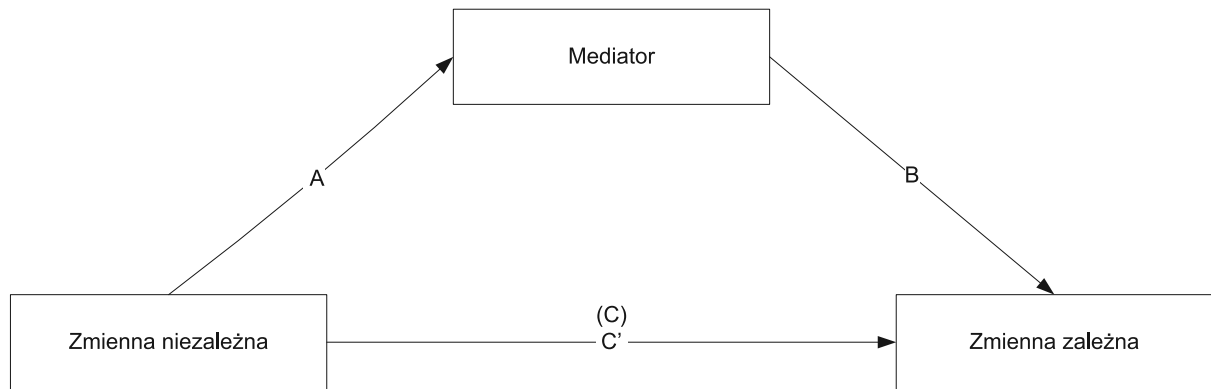 Mediator
A
B
(C)
C’
Zmienna niezależna
Zmienna zależna